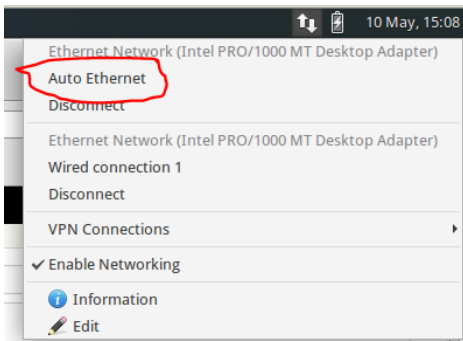 10 May, 15:08
Ethernet Network (Intel PRO/1000 MT Desktop Adapter)
Auto Ethernet
Disconnect
Ethernet Network (Intel PRO/1000 MT Desktop Adapter)
Wired connection 1
Disconnect
VPN Connections
Enable Networking
Information
Edit